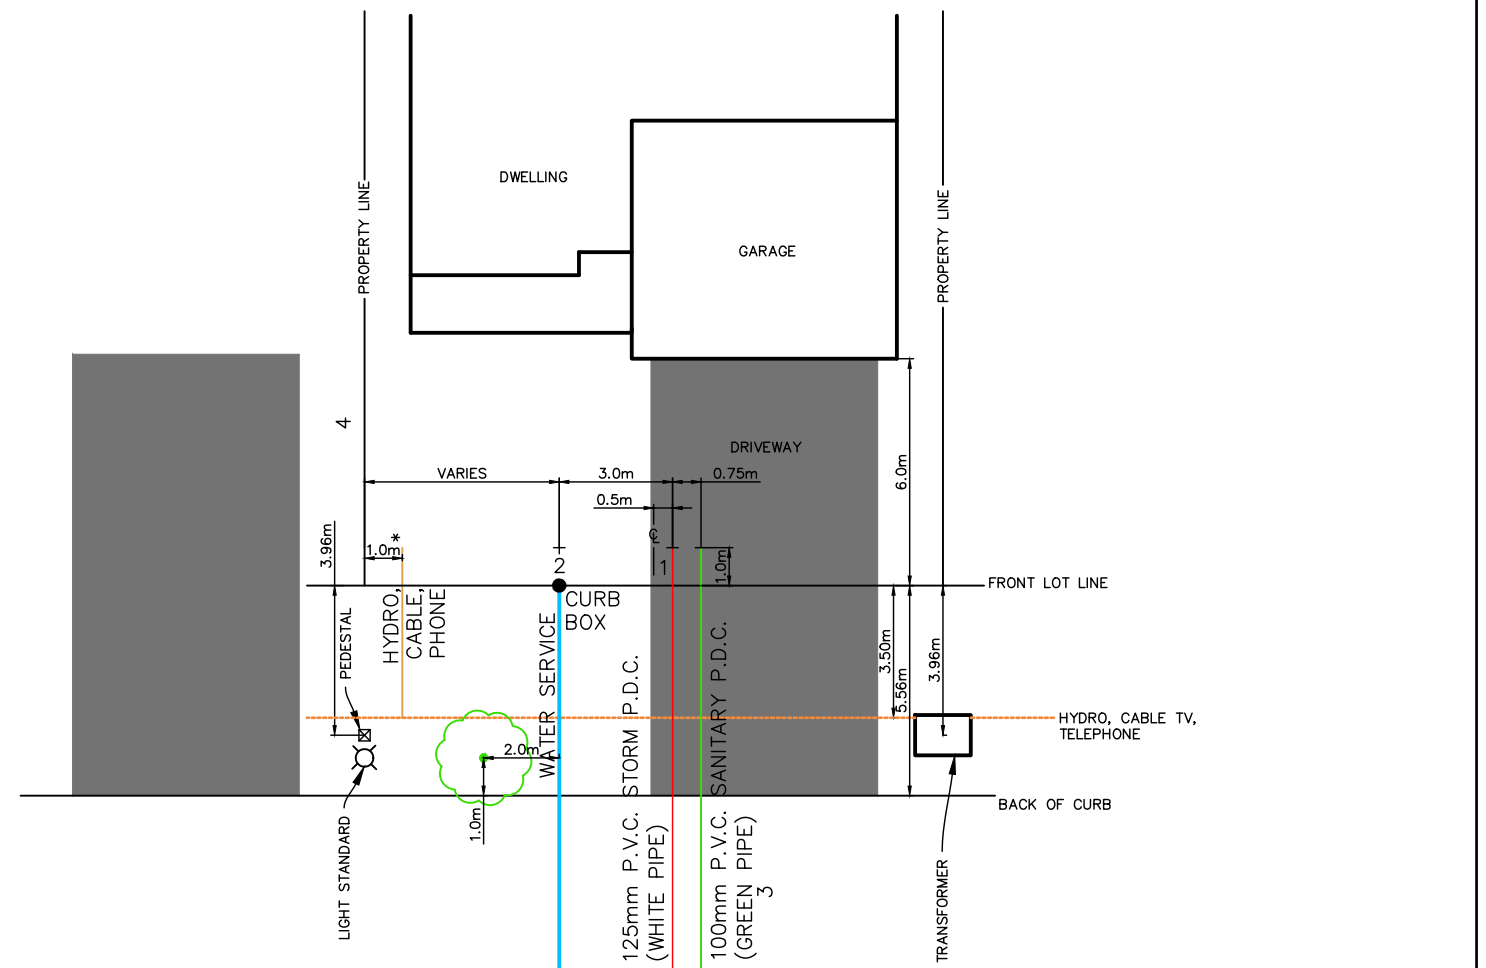 DWELLING
PROPERTY LINE
PROPERTY LINE
GARAGE
4
DRIVEWAY
VARIES
3.0m
0.75m
6.0m
0.5m
3.96m
1.0m
*
2
1
1.0m
FRONT LOT LINE
CURB
BOX
HYDRO,
CABLE,
PHONE
PEDESTAL
WATER SERVICE
3.50m
5.56m
3.96m
HYDRO, CABLE TV,
TELEPHONE
2.0m
1.0m
BACK OF CURB
LIGHT STANDARD
125mm P.V.C. STORM P.D.C.
(WHITE PIPE)
100mm P.V.C. SANITARY P.D.C.
(GREEN PIPE)
3
TRANSFORMER